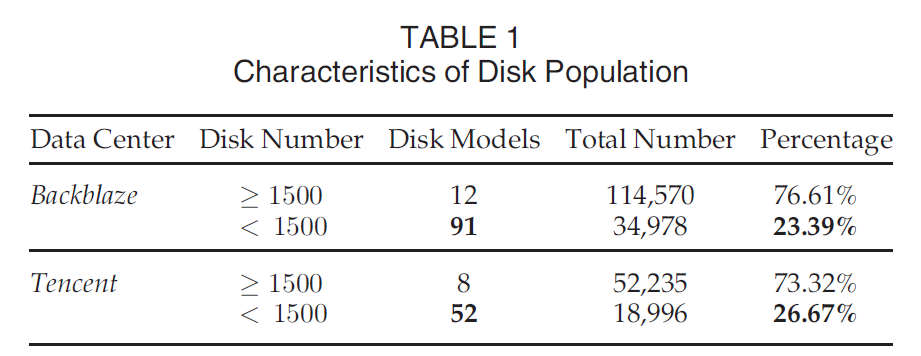 TABLE 1
Characteristics of Disk Population
Data Center Disk Number Disk Models Total Number Percentage
Backblaze ≥ 1500 12 114,570 76.61%
< 1500 91 34,978 23.39%
Tencent ≥ 1500 8 52,235 73.32%
< 1500 52 18,996 26.67%